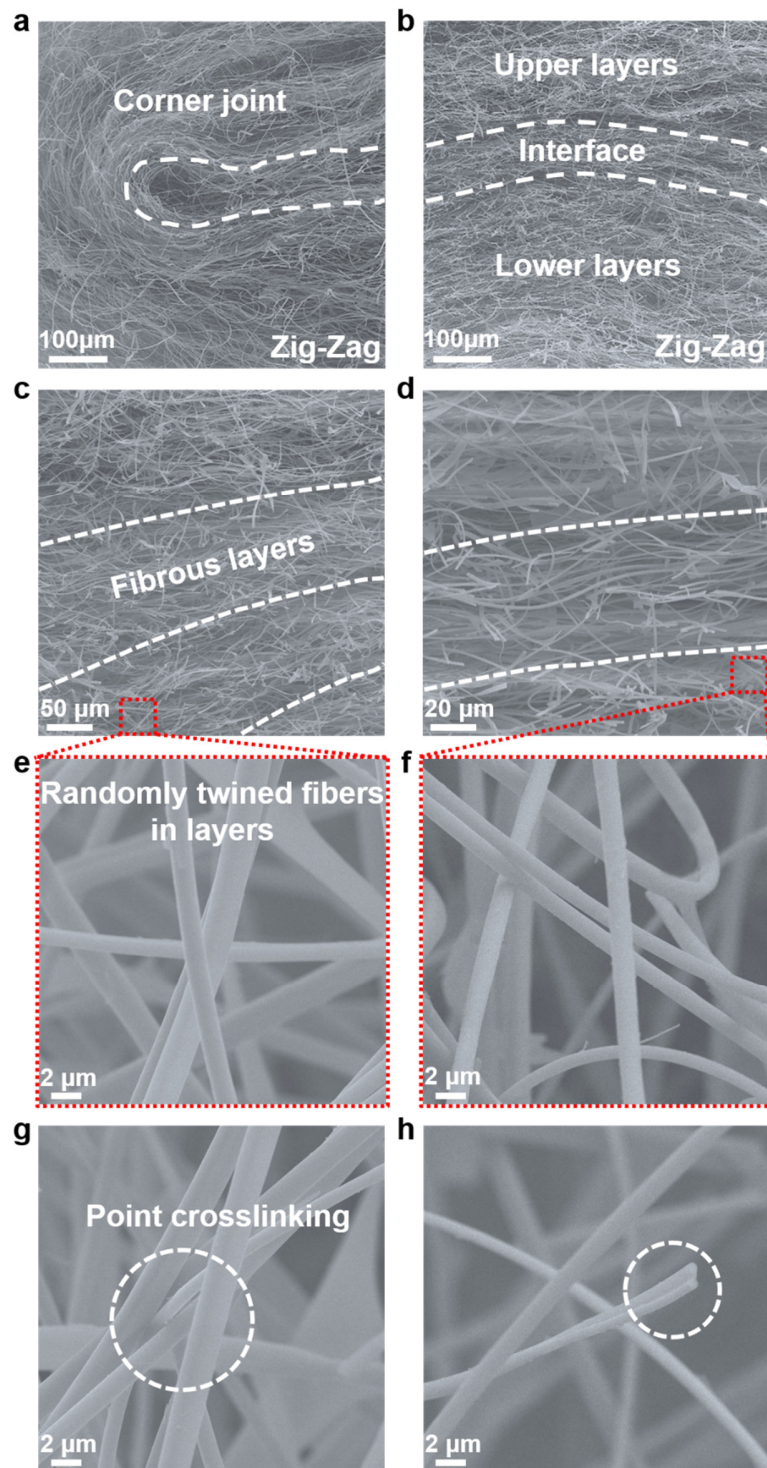 a
Corner joint
100μm
Zig-Zag
b
Upper layers
Interface
Lower layers
100μm
Zig-Zag
c
Fibrous layers
50 μm
d
20 μm
e
Randomly twined fibers
in layers
2 μm
f
2 μm
g
Point crosslinking
2 μm
h
2 μm